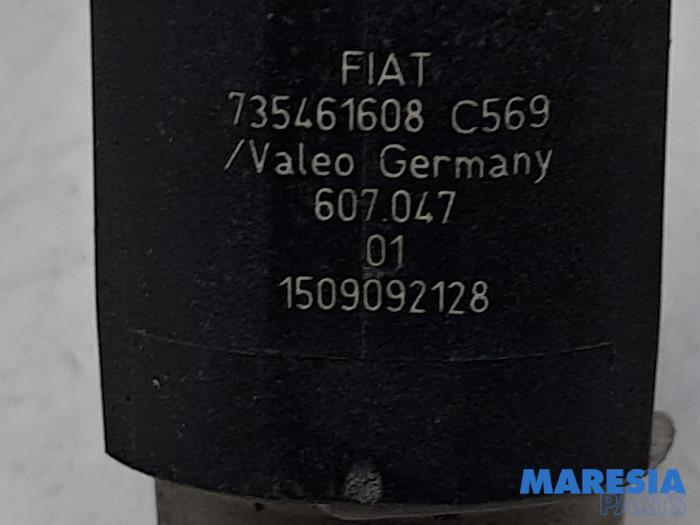 FIAT
735461608 C569
/Valeo Germany
607.047
01
1509092128
MARESIA
PARTS